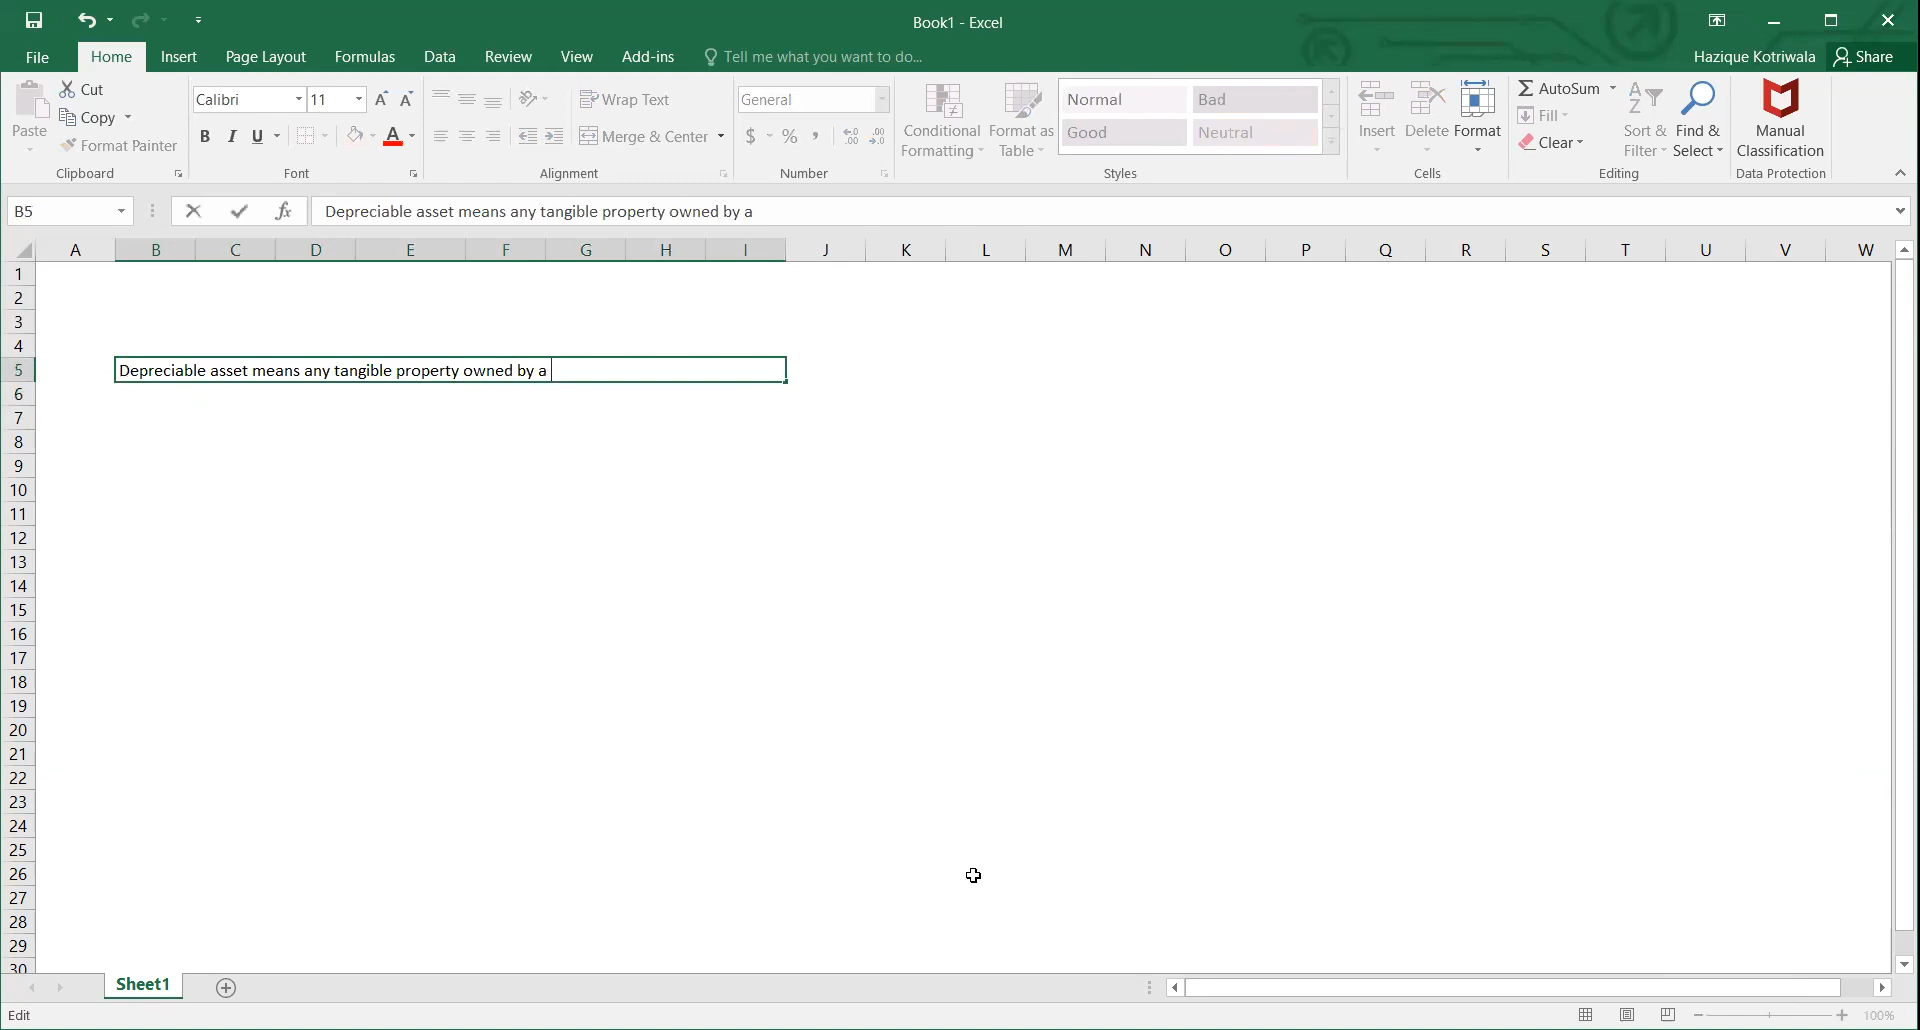 Book1 - Excel
File Home Insert Page Layout Formulas Data Review View Add-ins Tell me what you want to do... Hazique Kotriwala Share
Paste Cut Copy Format Painter Clipboard
Calibri 11 B I U A Font
Wrap Text Merge & Center Alignment
General $ % , Number
Conditional Formatting Format as Table Normal Bad Good Neutral Styles
Insert Delete Format Cells
AutoSum Fill Clear Sort & Filter Find & Select Editing
Manual Classification Data Protection
B5 fx Depreciable asset means any tangible property owned by a
A B C D E F G H I J K L M N O P Q R S T U V W
1
2
3
4
5 Depreciable asset means any tangible property owned by a
6
7
8
9
10
11
12
13
14
15
16
17
18
19
20
21
22
23
24
25
26
27
28
29
30
Sheet1
Edit 100%